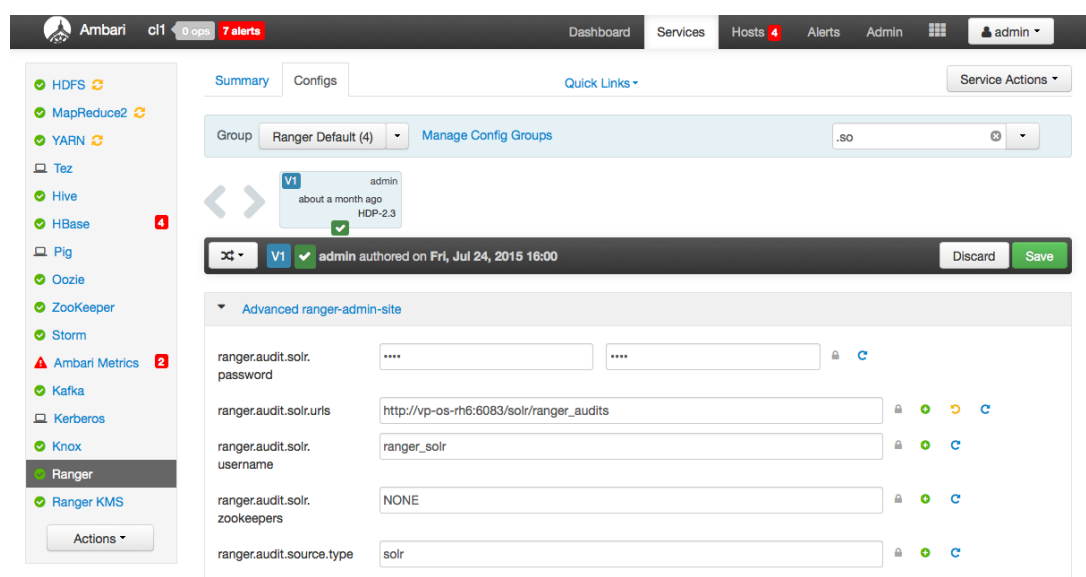 Ambari cl1 0 ops 7 alerts Dashboard Services Hosts 4 Alerts Admin admin
HDFS
MapReduce2
YARN
Tez
Hive
HBase 4
Pig
Oozie
ZooKeeper
Storm
Ambari Metrics 2
Kafka
Kerberos
Knox
Ranger
Ranger KMS
Actions
Summary Configs Quick Links Service Actions
Group Ranger Default (4) Manage Config Groups .so
V1 admin
about a month ago
HDP-2.3
V1 admin authored on Fri, Jul 24, 2015 16:00 Discard Save
Advanced ranger-admin-site
ranger.audit.solr.
password
•••• ••••
ranger.audit.solr.urls http://vp-os-rh6:6083/solr/ranger_audits
ranger.audit.solr.
username
ranger_solr
ranger.audit.solr.
zookeepers
NONE
ranger.audit.source.type solr